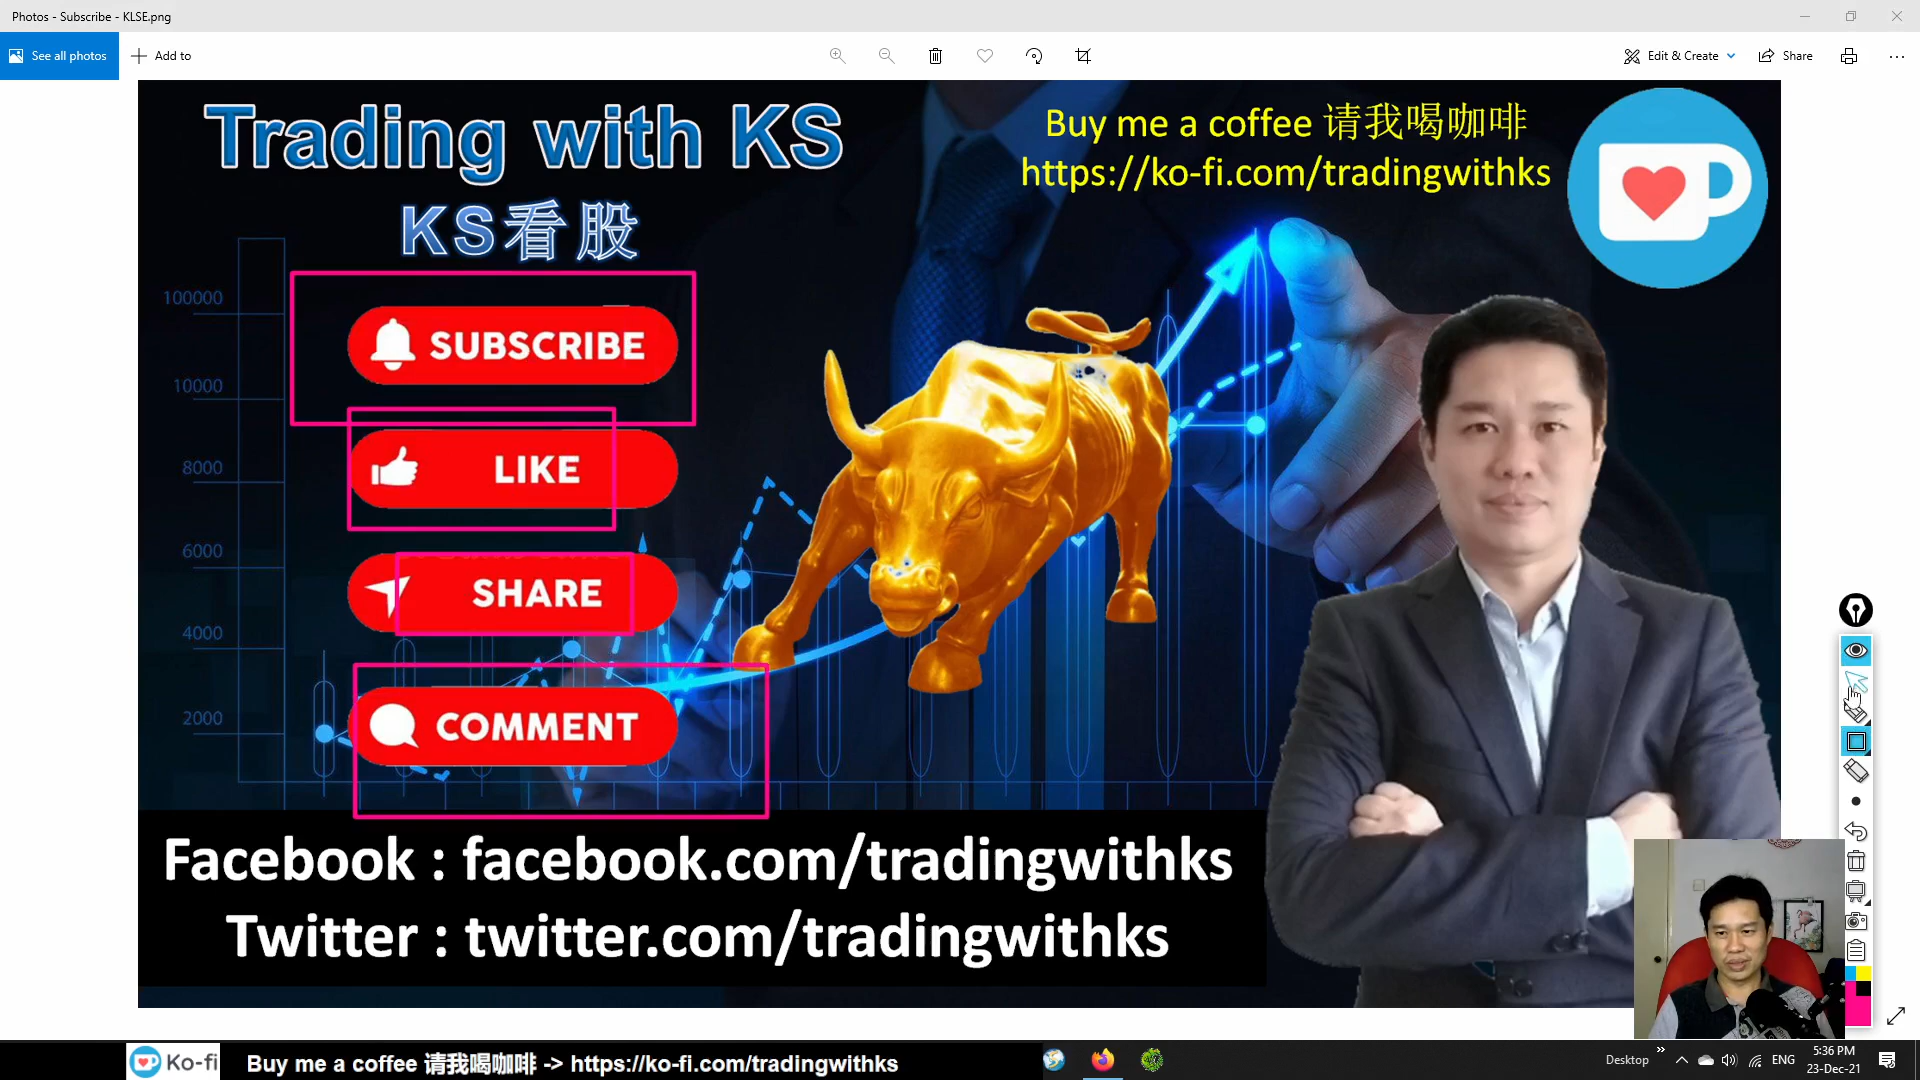 Photos - Subscribe - KLSE.png
See all photos
Add to
Edit & Create
Share
Trading with KS
KS看股
Buy me a coffee 请我喝咖啡
https://ko-fi.com/tradingwithks
100000
10000
8000
6000
4000
2000
SUBSCRIBE
LIKE
SHARE
COMMENT
Facebook : facebook.com/tradingwithks
Twitter : twitter.com/tradingwithks
Ko-fi
Buy me a coffee 请我喝咖啡 -> https://ko-fi.com/tradingwithks
Desktop
ENG
5:36 PM
23-Dec-21